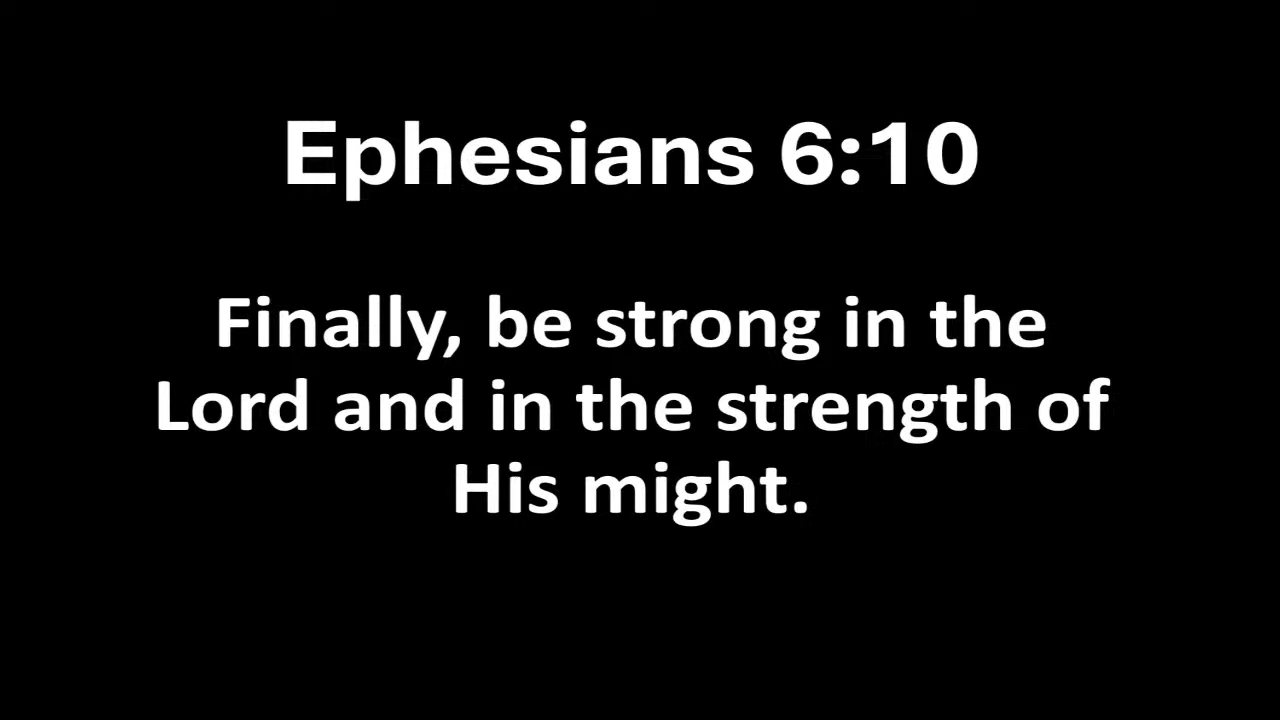 Ephesians 6:10
Finally, be strong in the
Lord and in the strength of
His might.